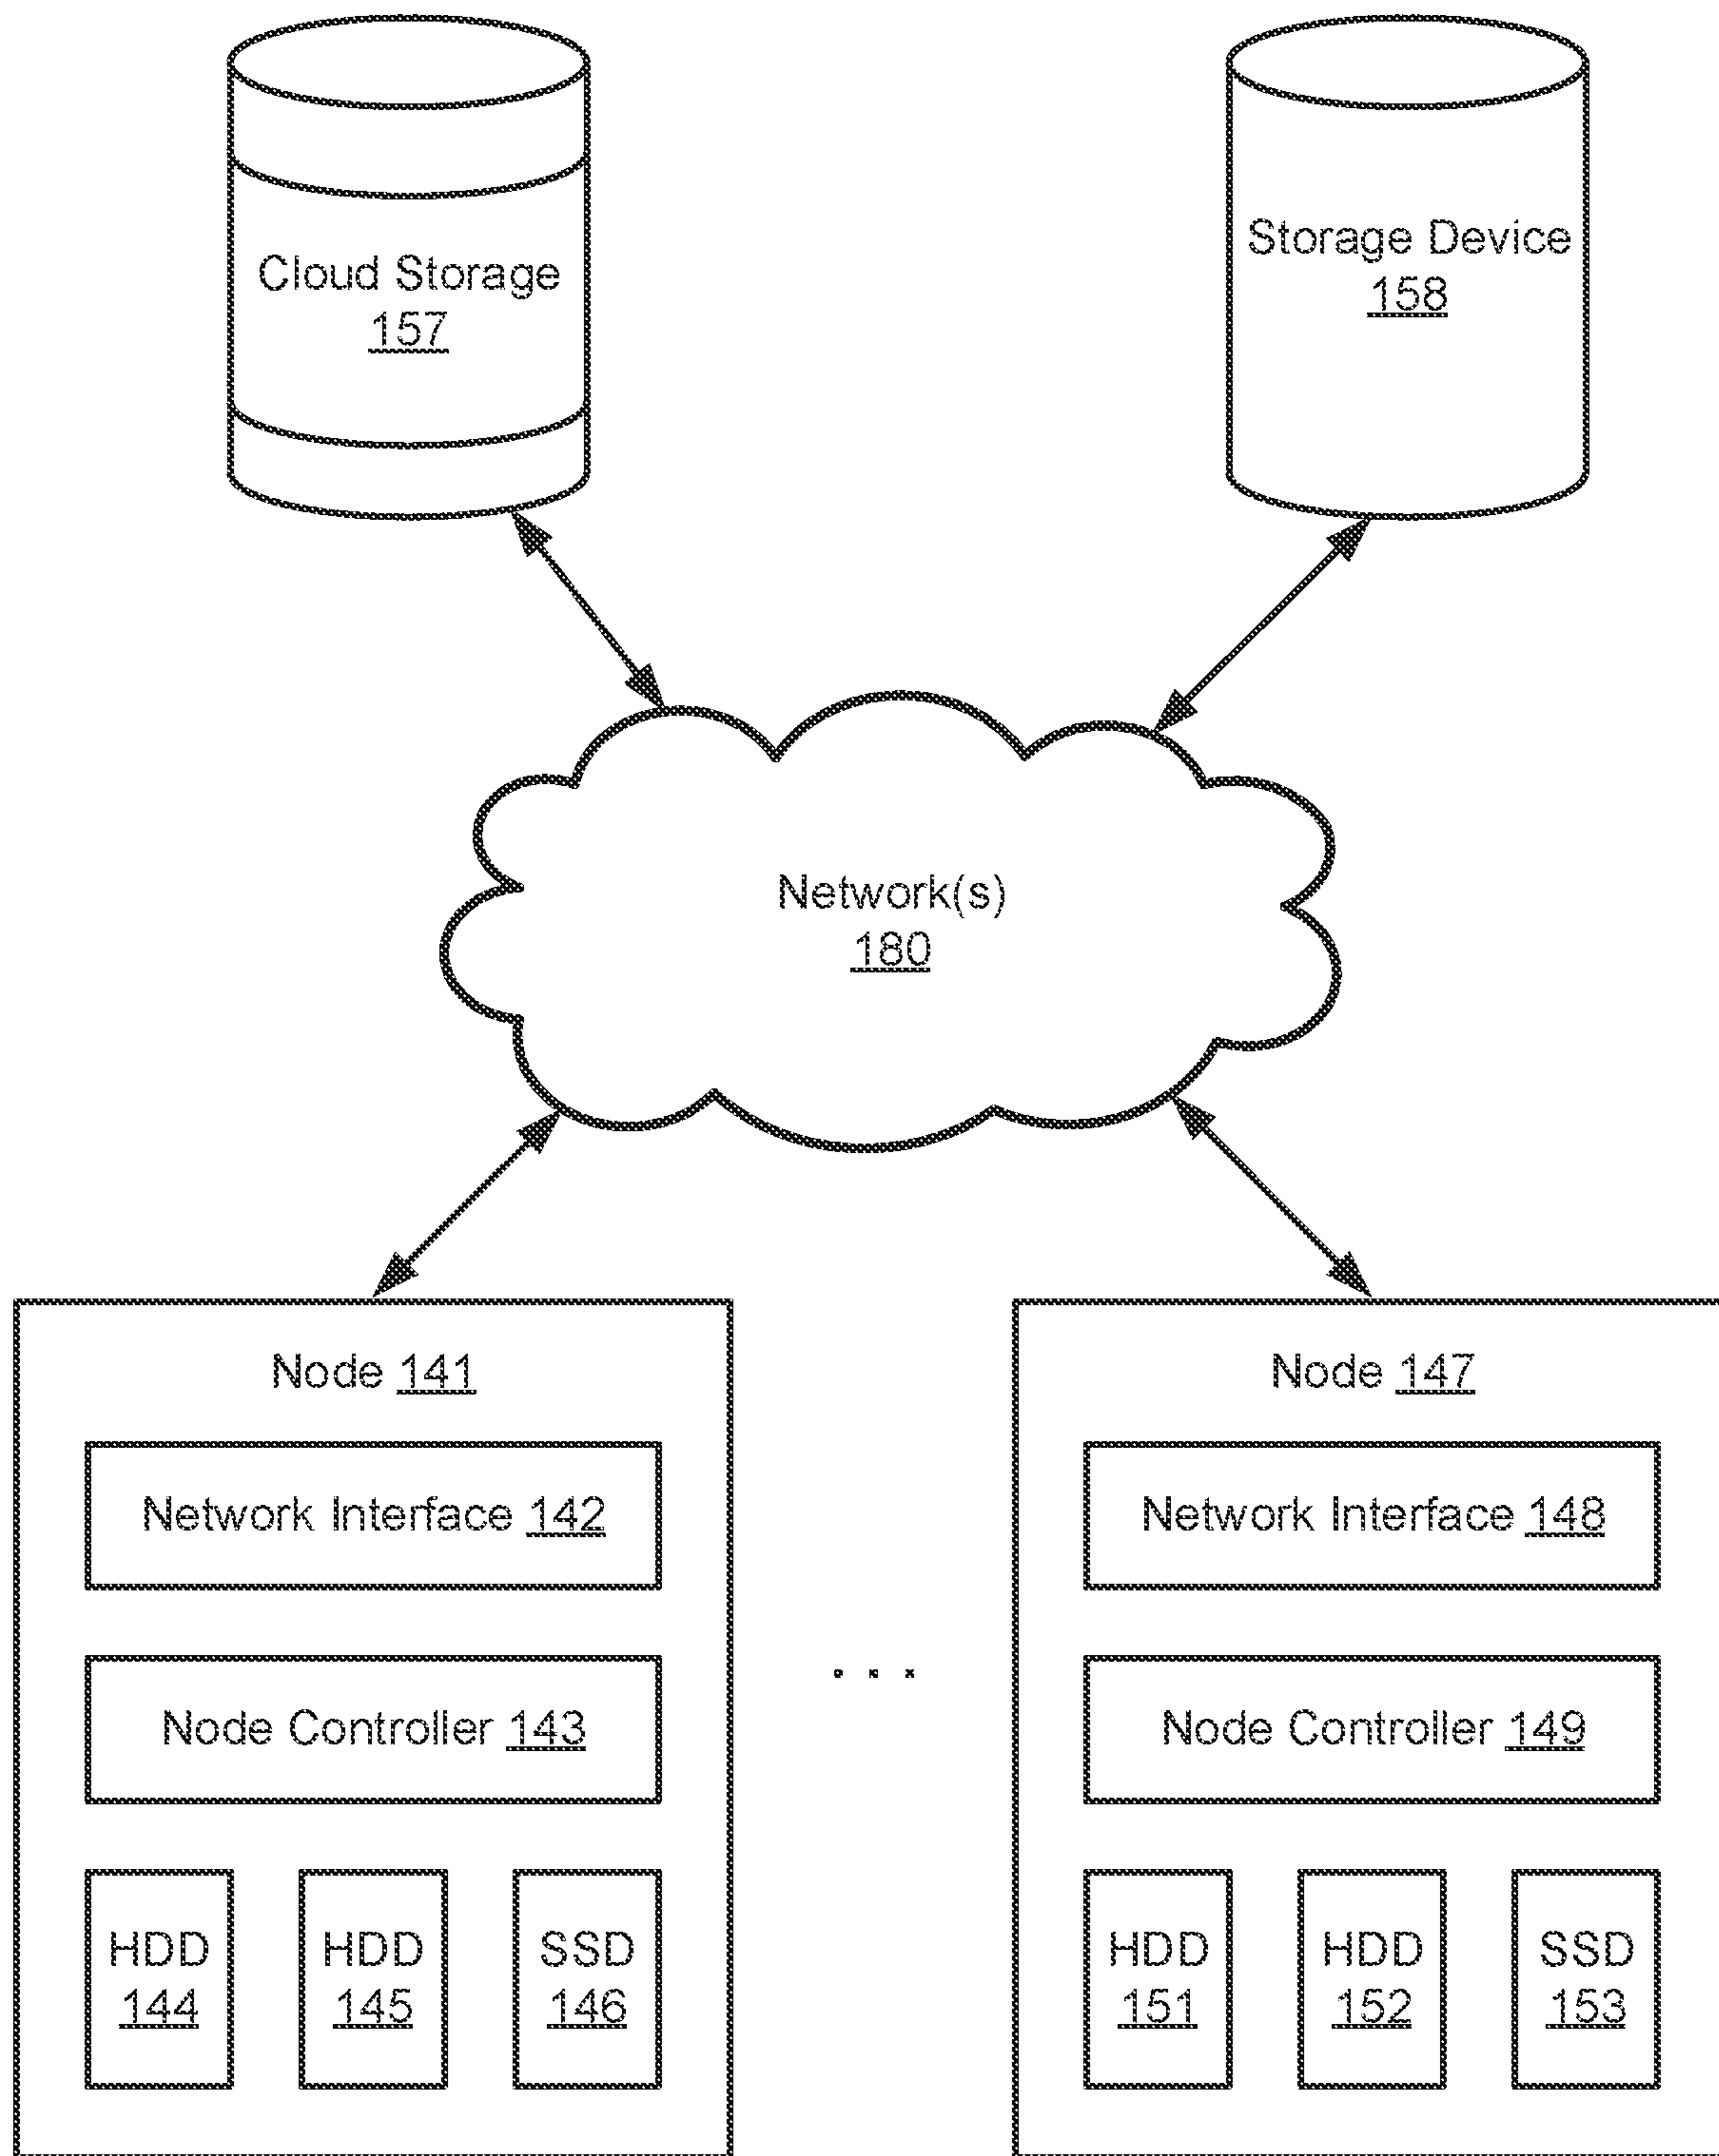 Cloud Storage
157
Storage Device
158
Network(s)
180
Node 141
Network Interface 142
Node Controller 143
HDD
144
HDD
145
SSD
146
. . .
Node 147
Network Interface 148
Node Controller 149
HDD
151
HDD
152
SSD
153